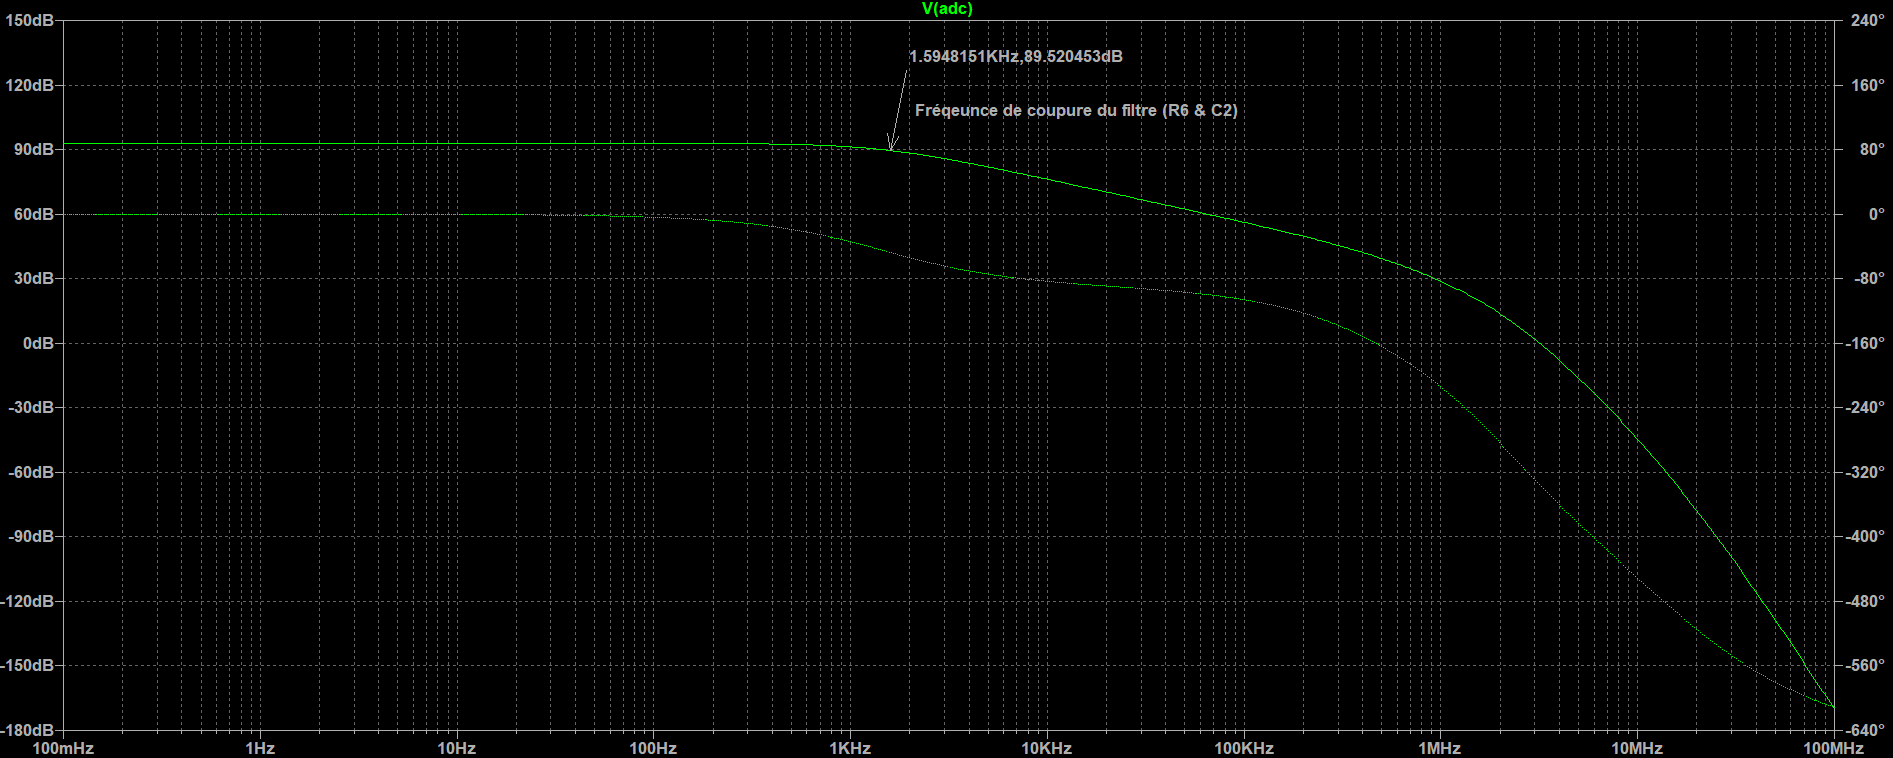 V(adc)
150dB
120dB
90dB
60dB
30dB
0dB
-30dB
-60dB
-90dB
-120dB
-150dB
-180dB
1.5948151KHz,89.520453dB
Fréqeunce de coupure du filtre (R6 & C2)
240°
160°
80°
0°
-80°
-160°
-240°
-320°
-400°
-480°
-560°
-640°
100mHz 1Hz 10Hz 100Hz 1KHz 10KHz 100KHz 1MHz 10MHz 100MHz